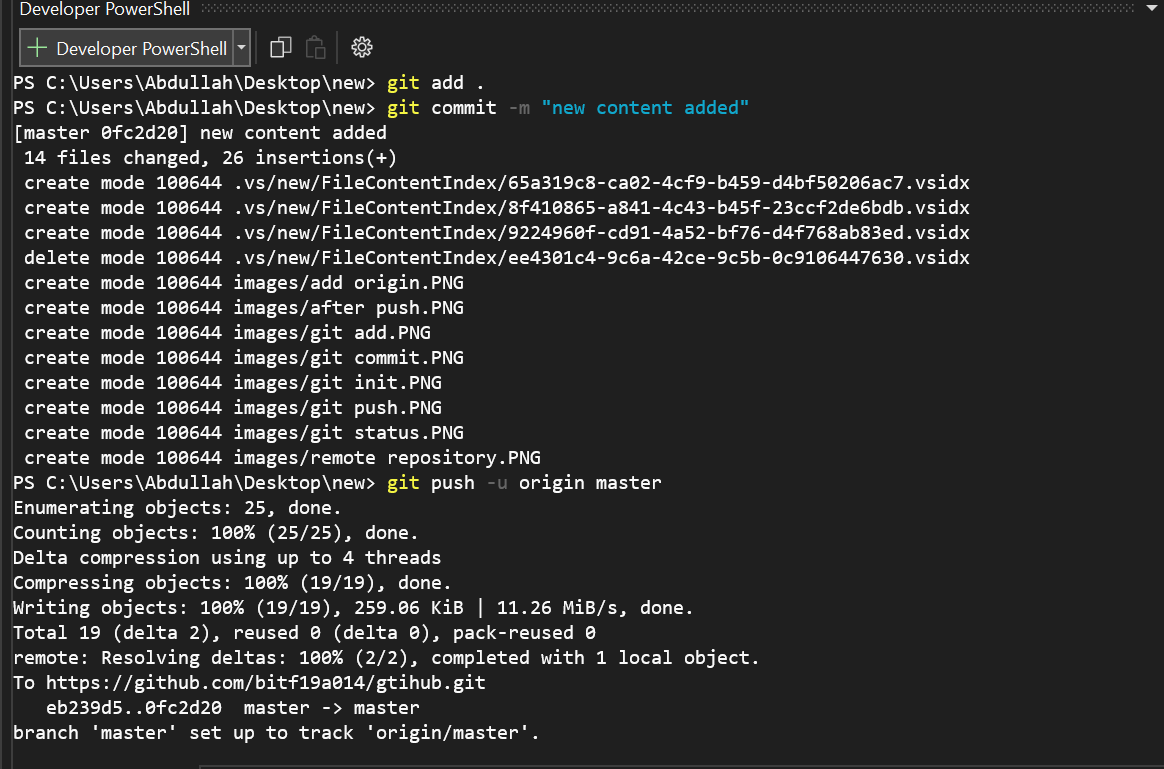 Developer PowerShell
Developer PowerShell
PS C:\Users\Abdullah\Desktop\new> git add .
PS C:\Users\Abdullah\Desktop\new> git commit -m "new content added"
[master 0fc2d20] new content added
 14 files changed, 26 insertions(+)
 create mode 100644 .vs/new/FileContentIndex/65a319c8-ca02-4cf9-b459-d4bf50206ac7.vsidx
 create mode 100644 .vs/new/FileContentIndex/8f410865-a841-4c43-b45f-23ccf2de6bdb.vsidx
 create mode 100644 .vs/new/FileContentIndex/9224960f-cd91-4a52-bf76-d4f768ab83ed.vsidx
 delete mode 100644 .vs/new/FileContentIndex/ee4301c4-9c6a-42ce-9c5b-0c9106447630.vsidx
 create mode 100644 images/add origin.PNG
 create mode 100644 images/after push.PNG
 create mode 100644 images/git add.PNG
 create mode 100644 images/git commit.PNG
 create mode 100644 images/git init.PNG
 create mode 100644 images/git push.PNG
 create mode 100644 images/git status.PNG
 create mode 100644 images/remote repository.PNG
PS C:\Users\Abdullah\Desktop\new> git push -u origin master
Enumerating objects: 25, done.
Counting objects: 100% (25/25), done.
Delta compression using up to 4 threads
Compressing objects: 100% (19/19), done.
Writing objects: 100% (19/19), 259.06 KiB | 11.26 MiB/s, done.
Total 19 (delta 2), reused 0 (delta 0), pack-reused 0
remote: Resolving deltas: 100% (2/2), completed with 1 local object.
To https://github.com/bitf19a014/gtihub.git
   eb239d5..0fc2d20  master -> master
branch 'master' set up to track 'origin/master'.